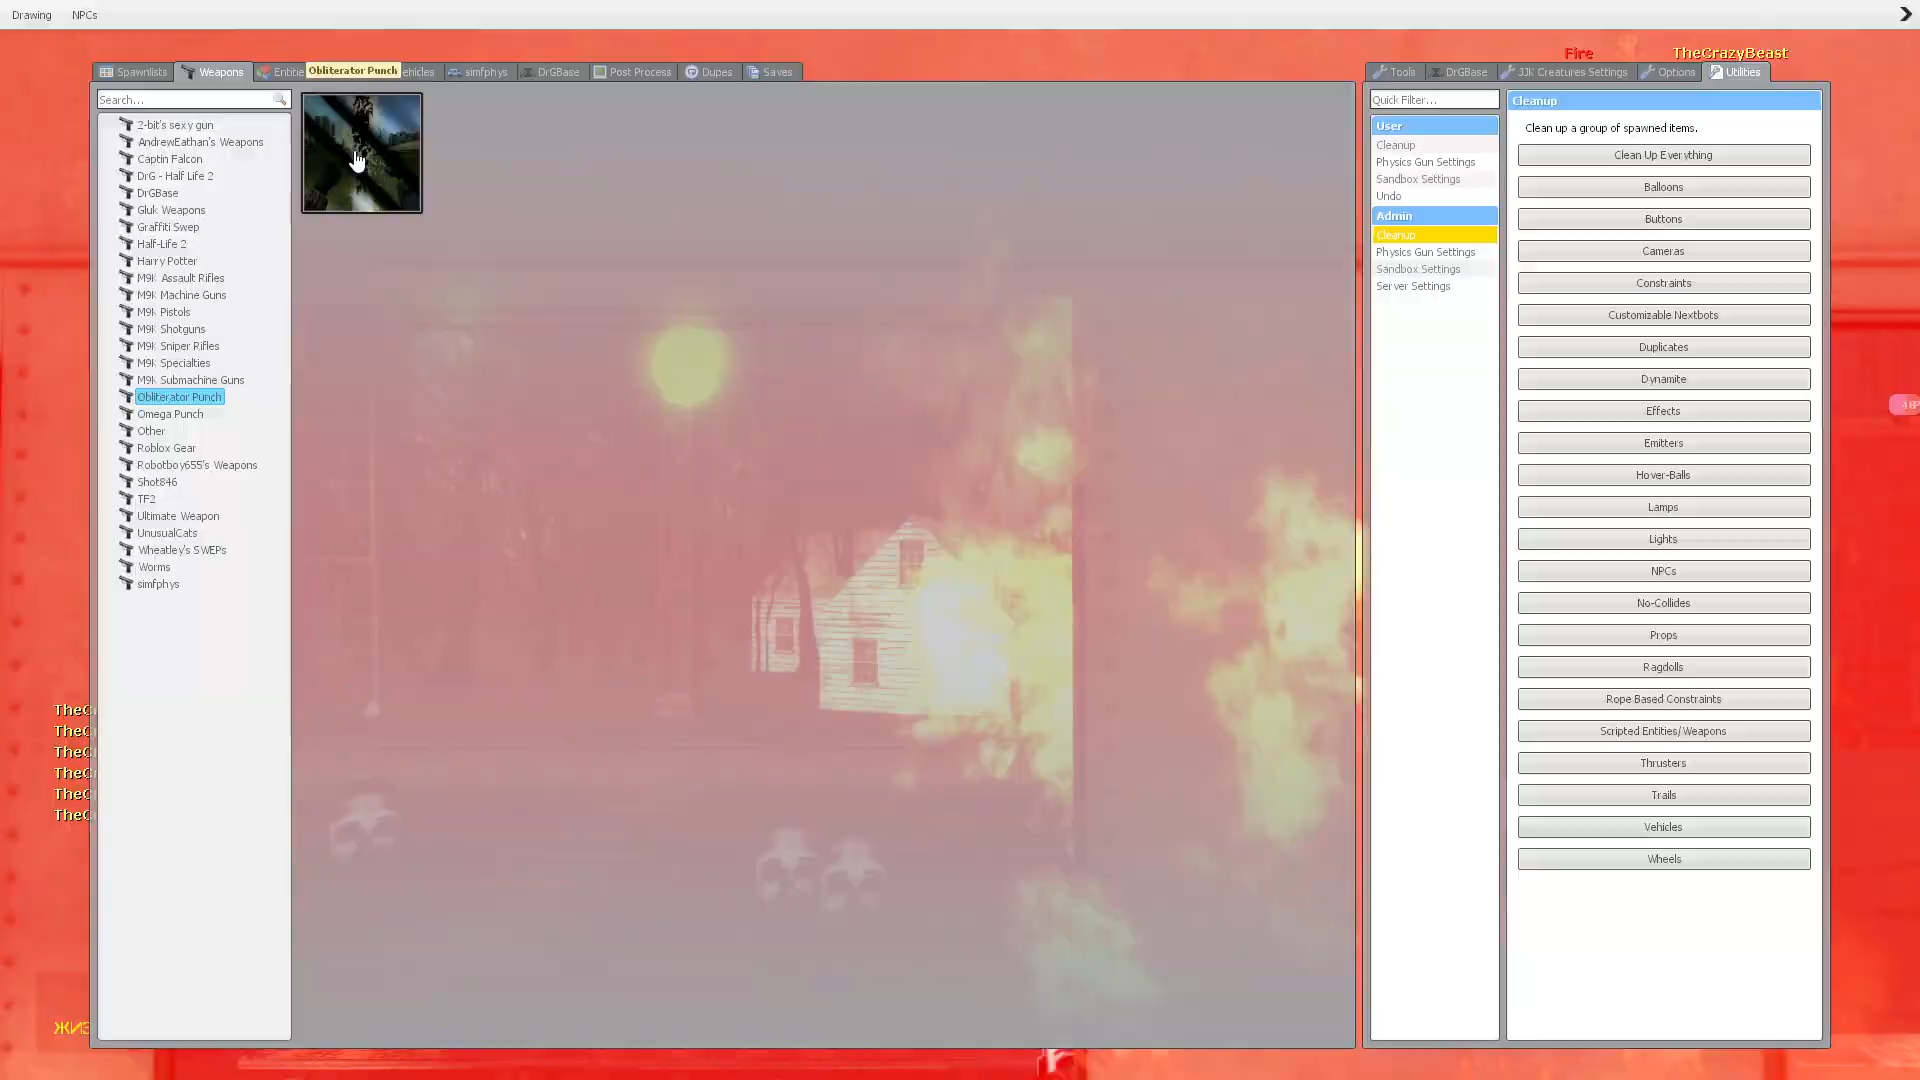 Drawing NPCs
Fire TheCrazyBeast
Spawnlists Weapons Obliterator Punch simfphys DrGBase Post Process Dupes Saves
Tools DrGBase JJK Creatures Settings Options Utilities
Search...
2-bit's sexy gun
AndrewEathan's Weapons
Captin Falcon
DrG - Half Life 2
DrGBase
Gluk Weapons
Graffiti Swep
Half-Life 2
Harry Potter
M9K Assault Rifles
M9K Machine Guns
M9K Pistols
M9K Shotguns
M9K Sniper Rifles
M9K Specialties
M9K Submachine Guns
Obliterator Punch
Omega Punch
Other
Roblox Gear
Robotboy655's Weapons
Shot846
TF2
Ultimate Weapon
UnusualCats
Wheatley's SWEPs
Worms
simfphys
TheC
TheC
TheC
TheC
TheC
TheC
ЖИЗ
Quick Filter...
User
Cleanup
Physics Gun Settings
Sandbox Settings
Undo
Admin
Cleanup
Physics Gun Settings
Sandbox Settings
Server Settings
Cleanup
Clean up a group of spawned items.
Clean Up Everything
Balloons
Buttons
Cameras
Constraints
Customizable Nextbots
Duplicates
Dynamite
Effects
Emitters
Hover-Balls
Lamps
Lights
NPCs
No-Collides
Props
Ragdolls
Rope Based Constraints
Scripted Entities/Weapons
Thrusters
Trails
Vehicles
Wheels